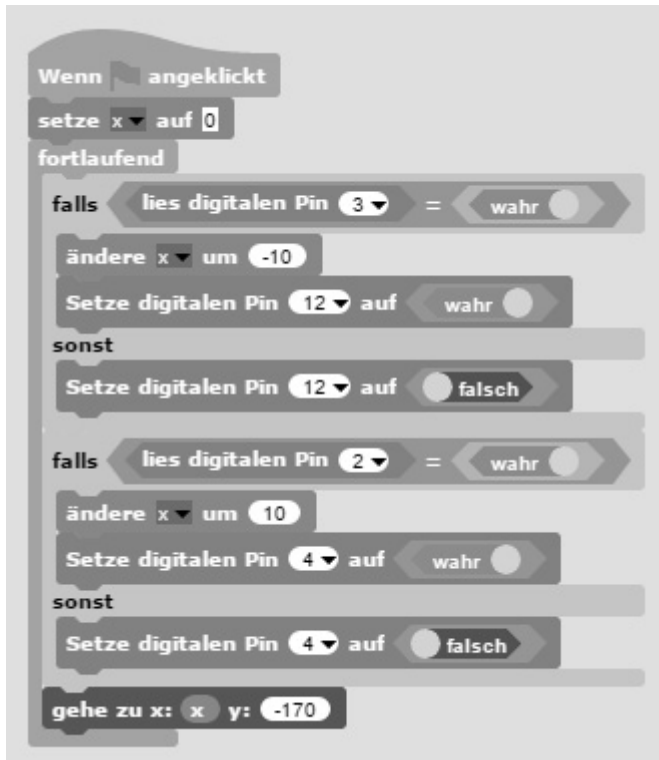 Wenn angeklickt
setze x auf 0
fortlaufend
falls lies digitalen Pin 3 = wahr
ändere x um -10
Setze digitalen Pin 12 auf wahr
sonst
Setze digitalen Pin 12 auf falsch
falls lies digitalen Pin 2 = wahr
ändere x um 10
Setze digitalen Pin 4 auf wahr
sonst
Setze digitalen Pin 4 auf falsch
gehe zu x: x y: -170